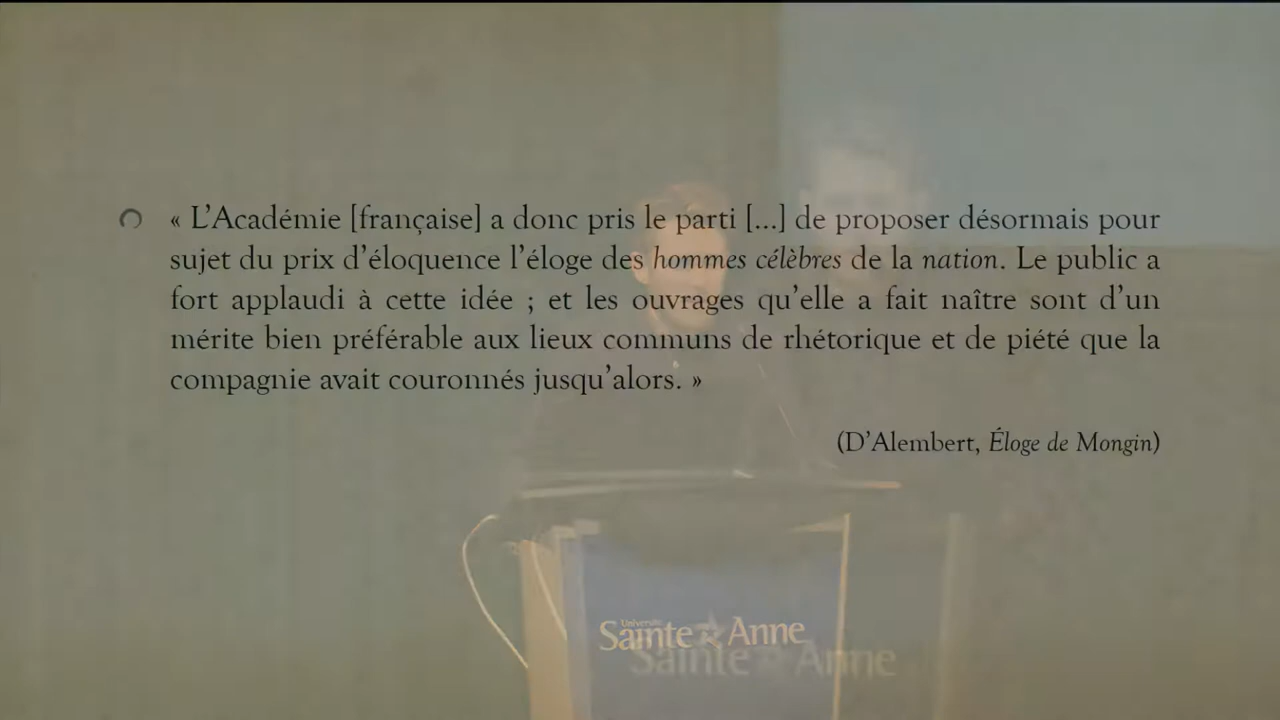 « L’Académie [française] a donc pris le parti [...] de proposer désormais pour
sujet du prix d’éloquence l’éloge des hommes célèbres de la nation. Le public a
fort applaudi à cette idée ; et les ouvrages qu’elle a fait naître sont d’un
mérite bien préférable aux lieux communs de rhétorique et de piété que la
compagnie avait couronnés jusqu’alors. »
(D’Alembert, Éloge de Mongin)
Université
Sainte Anne
Sainte Anne